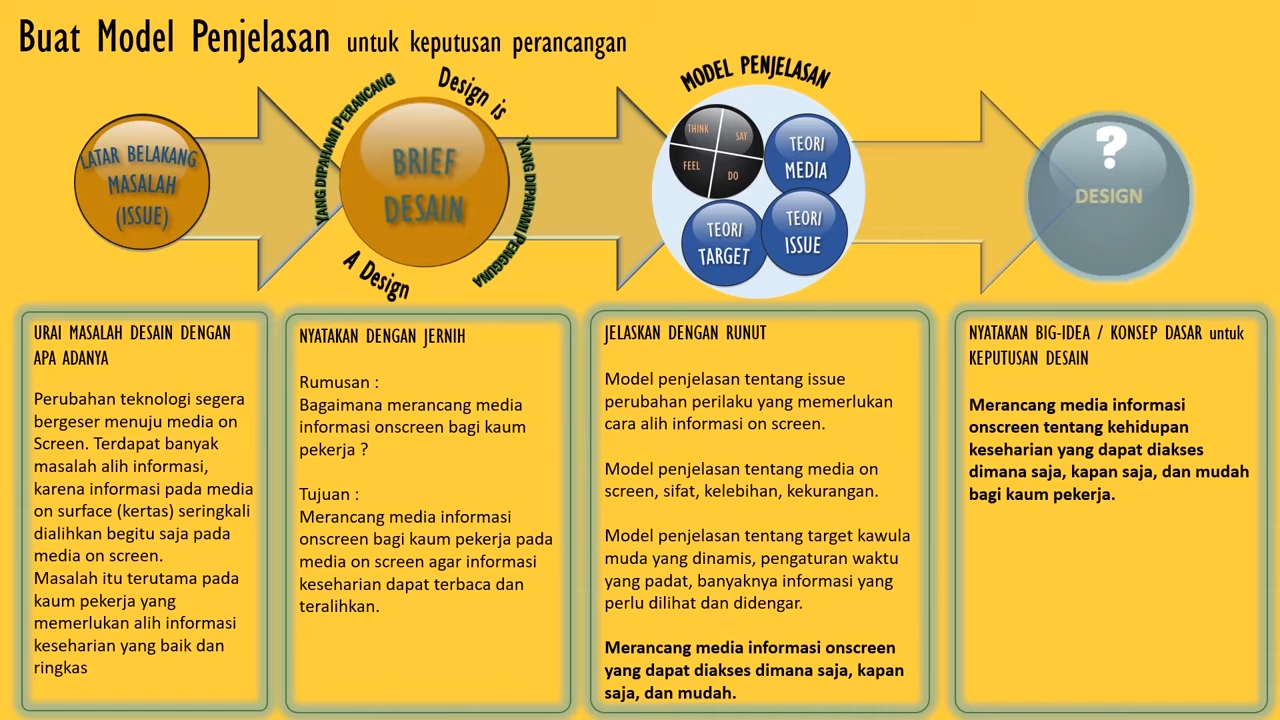 Buat Model Penjelasan untuk keputusan perancangan
LATAR BELAKANG
MASALAH
(ISSUE)
YANG DIPAHAMI PERANCANG
Design is
BRIEF
DESAIN
YANG DIPAHAMI PENGGUNA
A Design
MODEL PENJELASAN
THINK
SAY
FEEL
DO
TEORI
MEDIA
TEORI
TARGET
TEORI
ISSUE
?
DESIGN
URAI MASALAH DESAIN DENGAN
APA ADANYA
Perubahan teknologi segera
bergeser menuju media on
Screen. Terdapat banyak
masalah alih informasi,
karena informasi pada media
on surface (kertas) seringkali
dialihkan begitu saja pada
media on screen.
Masalah itu terutama pada
kaum pekerja yang
memerlukan alih informasi
keseharian yang baik dan
ringkas
NYATAKAN DENGAN JERNIH
Rumusan :
Bagaimana merancang media
informasi onscreen bagi kaum
pekerja ?
Tujuan :
Merancang media informasi
onscreen bagi kaum pekerja pada
media on screen agar informasi
keseharian dapat terbaca dan
teralihkan.
JELASKAN DENGAN RUNUT
Model penjelasan tentang issue
perubahan perilaku yang memerlukan
cara alih informasi on screen.
Model penjelasan tentang media on
screen, sifat, kelebihan, kekurangan.
Model penjelasan tentang target kawula
muda yang dinamis, pengaturan waktu
yang padat, banyaknya informasi yang
perlu dilihat dan didengar.
Merancang media informasi onscreen
yang dapat diakses dimana saja, kapan
saja, dan mudah.
NYATAKAN BIG-IDEA / KONSEP DASAR untuk
KEPUTUSAN DESAIN
Merancang media informasi
onscreen tentang kehidupan
keseharian yang dapat diakses
dimana saja, kapan saja, dan mudah
bagi kaum pekerja.